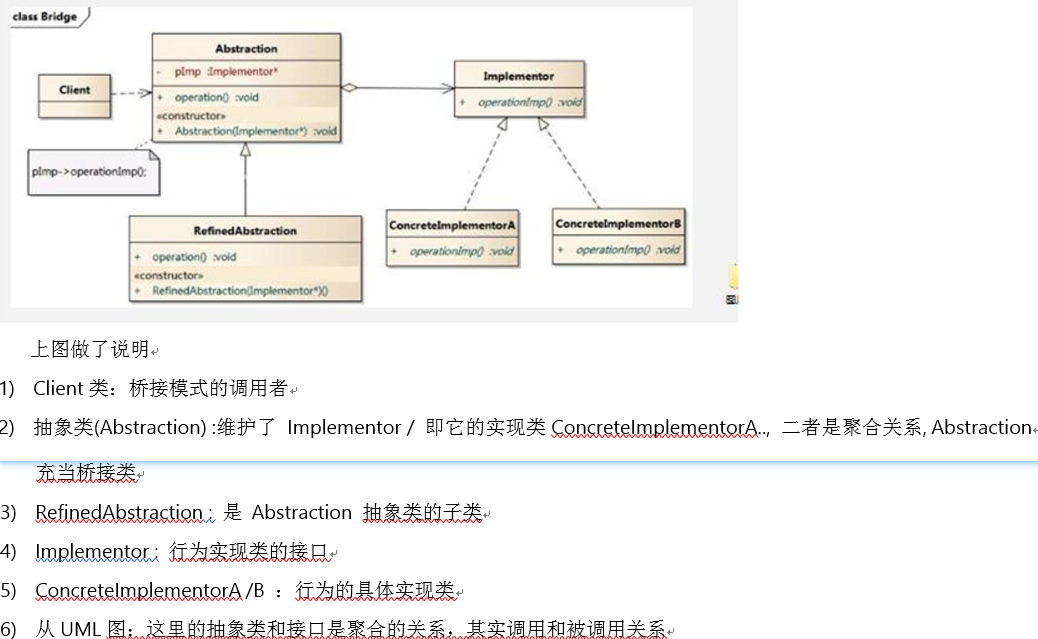 class Bridge
Abstraction
- pImp :Implementor*
+ operation() :void
«constructor»
+ Abstraction(Implementor*) :void
Client
Implementor
+ operationImp() :void
pImp->operationImp();
RefinedAbstraction
+ operation() :void
«constructor»
+ RefinedAbstraction(Implementor*)()
ConcreteImplementorA
+ operationImp() :void
ConcreteImplementorB
+ operationImp() :void
上图做了说明
1) Client 类：桥接模式的调用者
2) 抽象类(Abstraction) :维护了 Implementor / 即它的实现类 ConcreteImplementorA.., 二者是聚合关系, Abstraction
充当桥接类
3) RefinedAbstraction : 是 Abstraction 抽象类的子类
4) Implementor : 行为实现类的接口
5) ConcreteImplementorA /B ：行为的具体实现类
6) 从 UML 图：这里的抽象类和接口是聚合的关系，其实调用和被调用关系